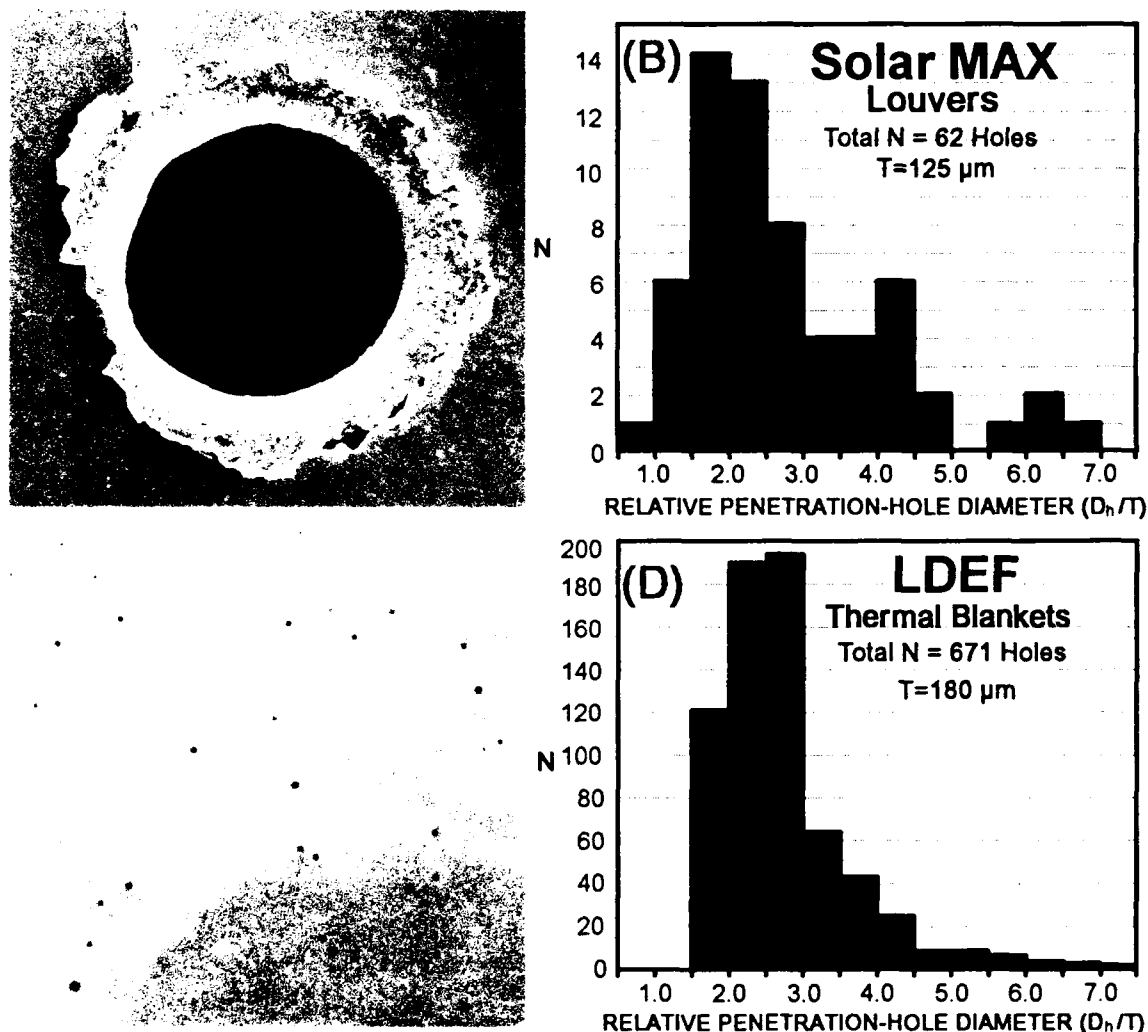 (B)
Solar MAX
Louvers
Total N = 62 Holes
T=125 µm
N
14
12
10
8
6
4
2
0
1.0 2.0 3.0 4.0 5.0 6.0 7.0
RELATIVE PENETRATION-HOLE DIAMETER (Dh/T)
(D)
LDEF
Thermal Blankets
Total N = 671 Holes
T=180 µm
N
200
180
160
140
120
100
80
60
40
20
0
1.0 2.0 3.0 4.0 5.0 6.0 7.0
RELATIVE PENETRATION-HOLE DIAMETER (Dh/T)